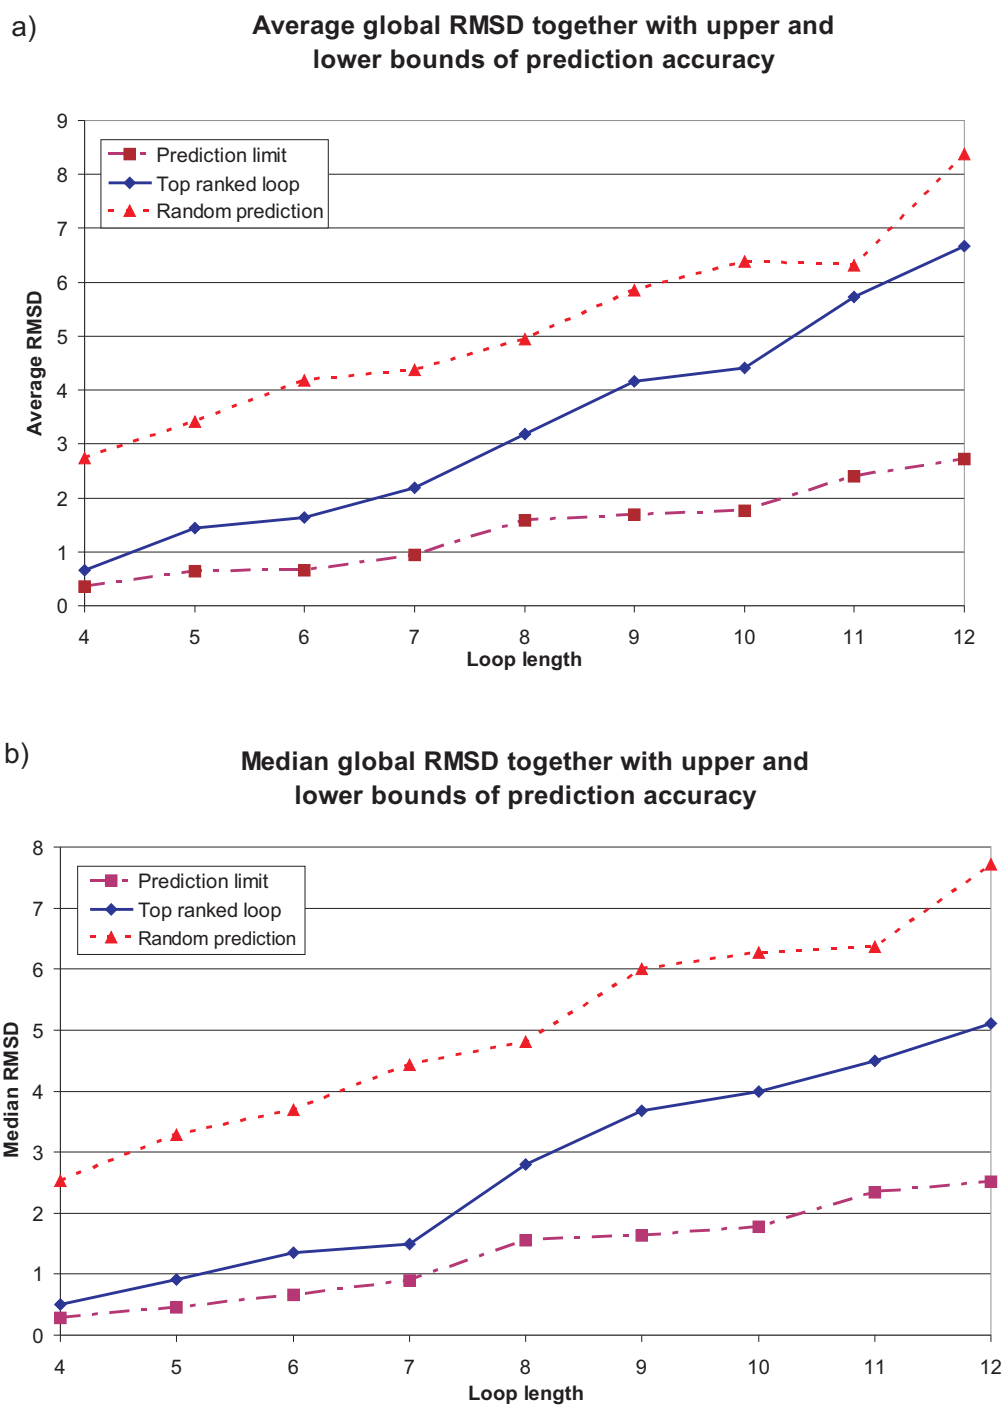 a)
Average global RMSD together with upper and
lower bounds of prediction accuracy
9
8
7
6
5
4
3
2
1
0
Average RMSD
Prediction limit
Top ranked loop
Random prediction
4 5 6 7 8 9 10 11 12
Loop length
b)
Median global RMSD together with upper and
lower bounds of prediction accuracy
8
7
6
5
4
3
2
1
0
Median RMSD
Prediction limit
Top ranked loop
Random prediction
4 5 6 7 8 9 10 11 12
Loop length